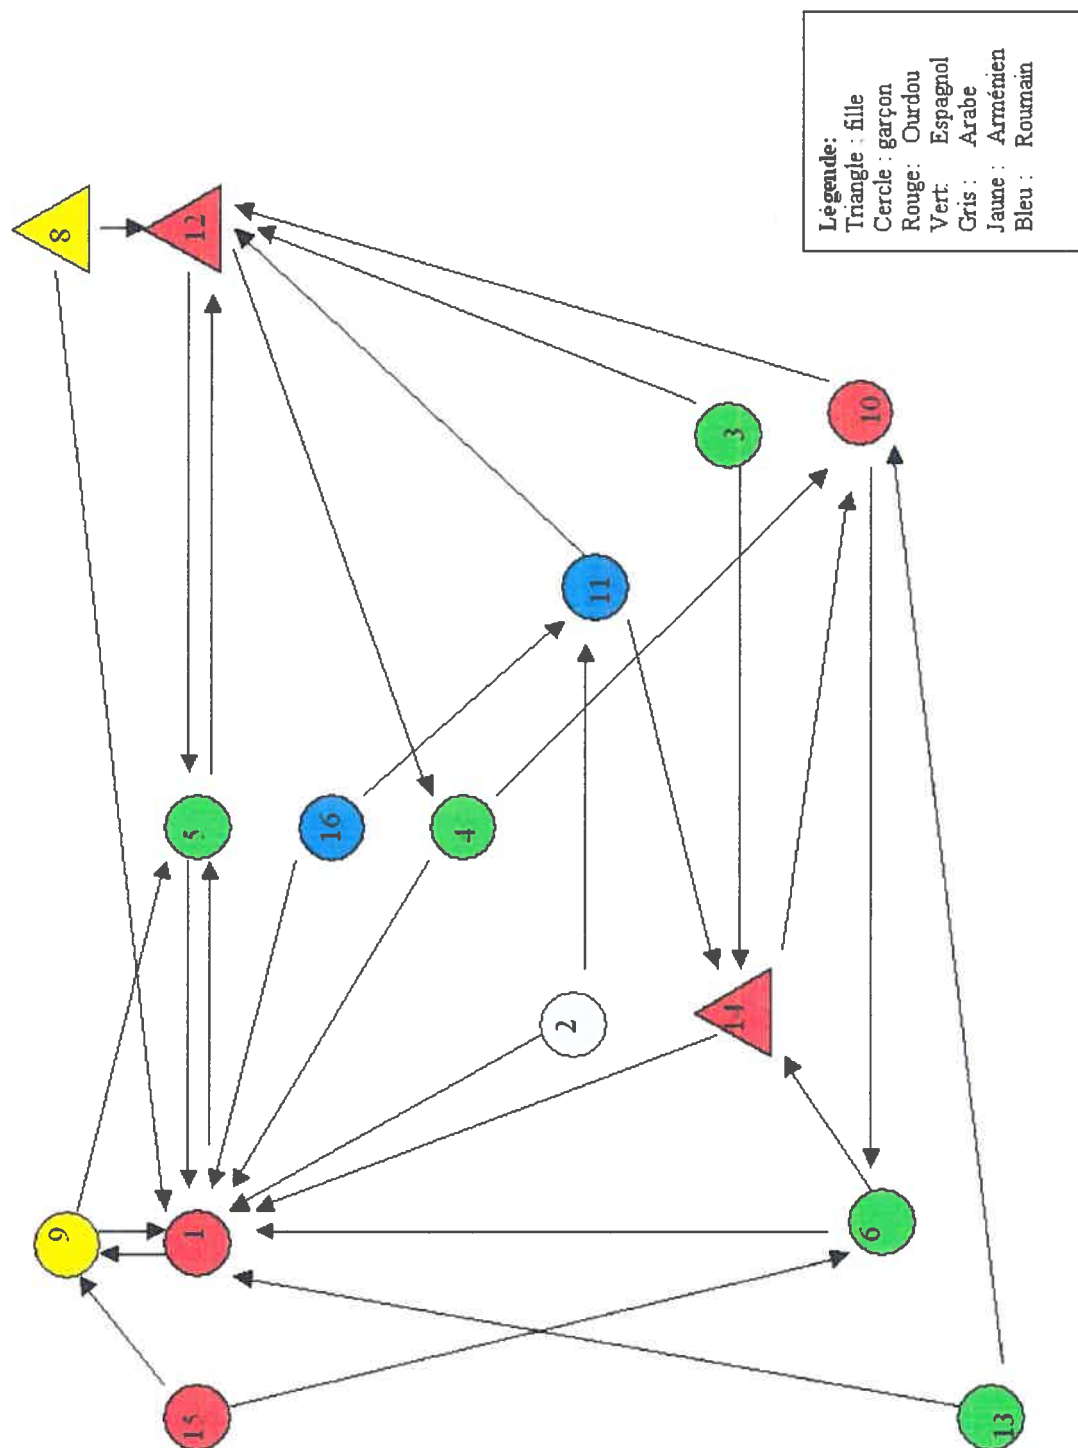 8
12
9
1
15
5
16
4
11
3
10
2
14
6
13
Légende:
Triangle : fille
Cercle : garçon
Rouge : Ourdou
Vert: Espagnol
Gris : Arabe
Jaune : Arménien
Bleu : Roumain